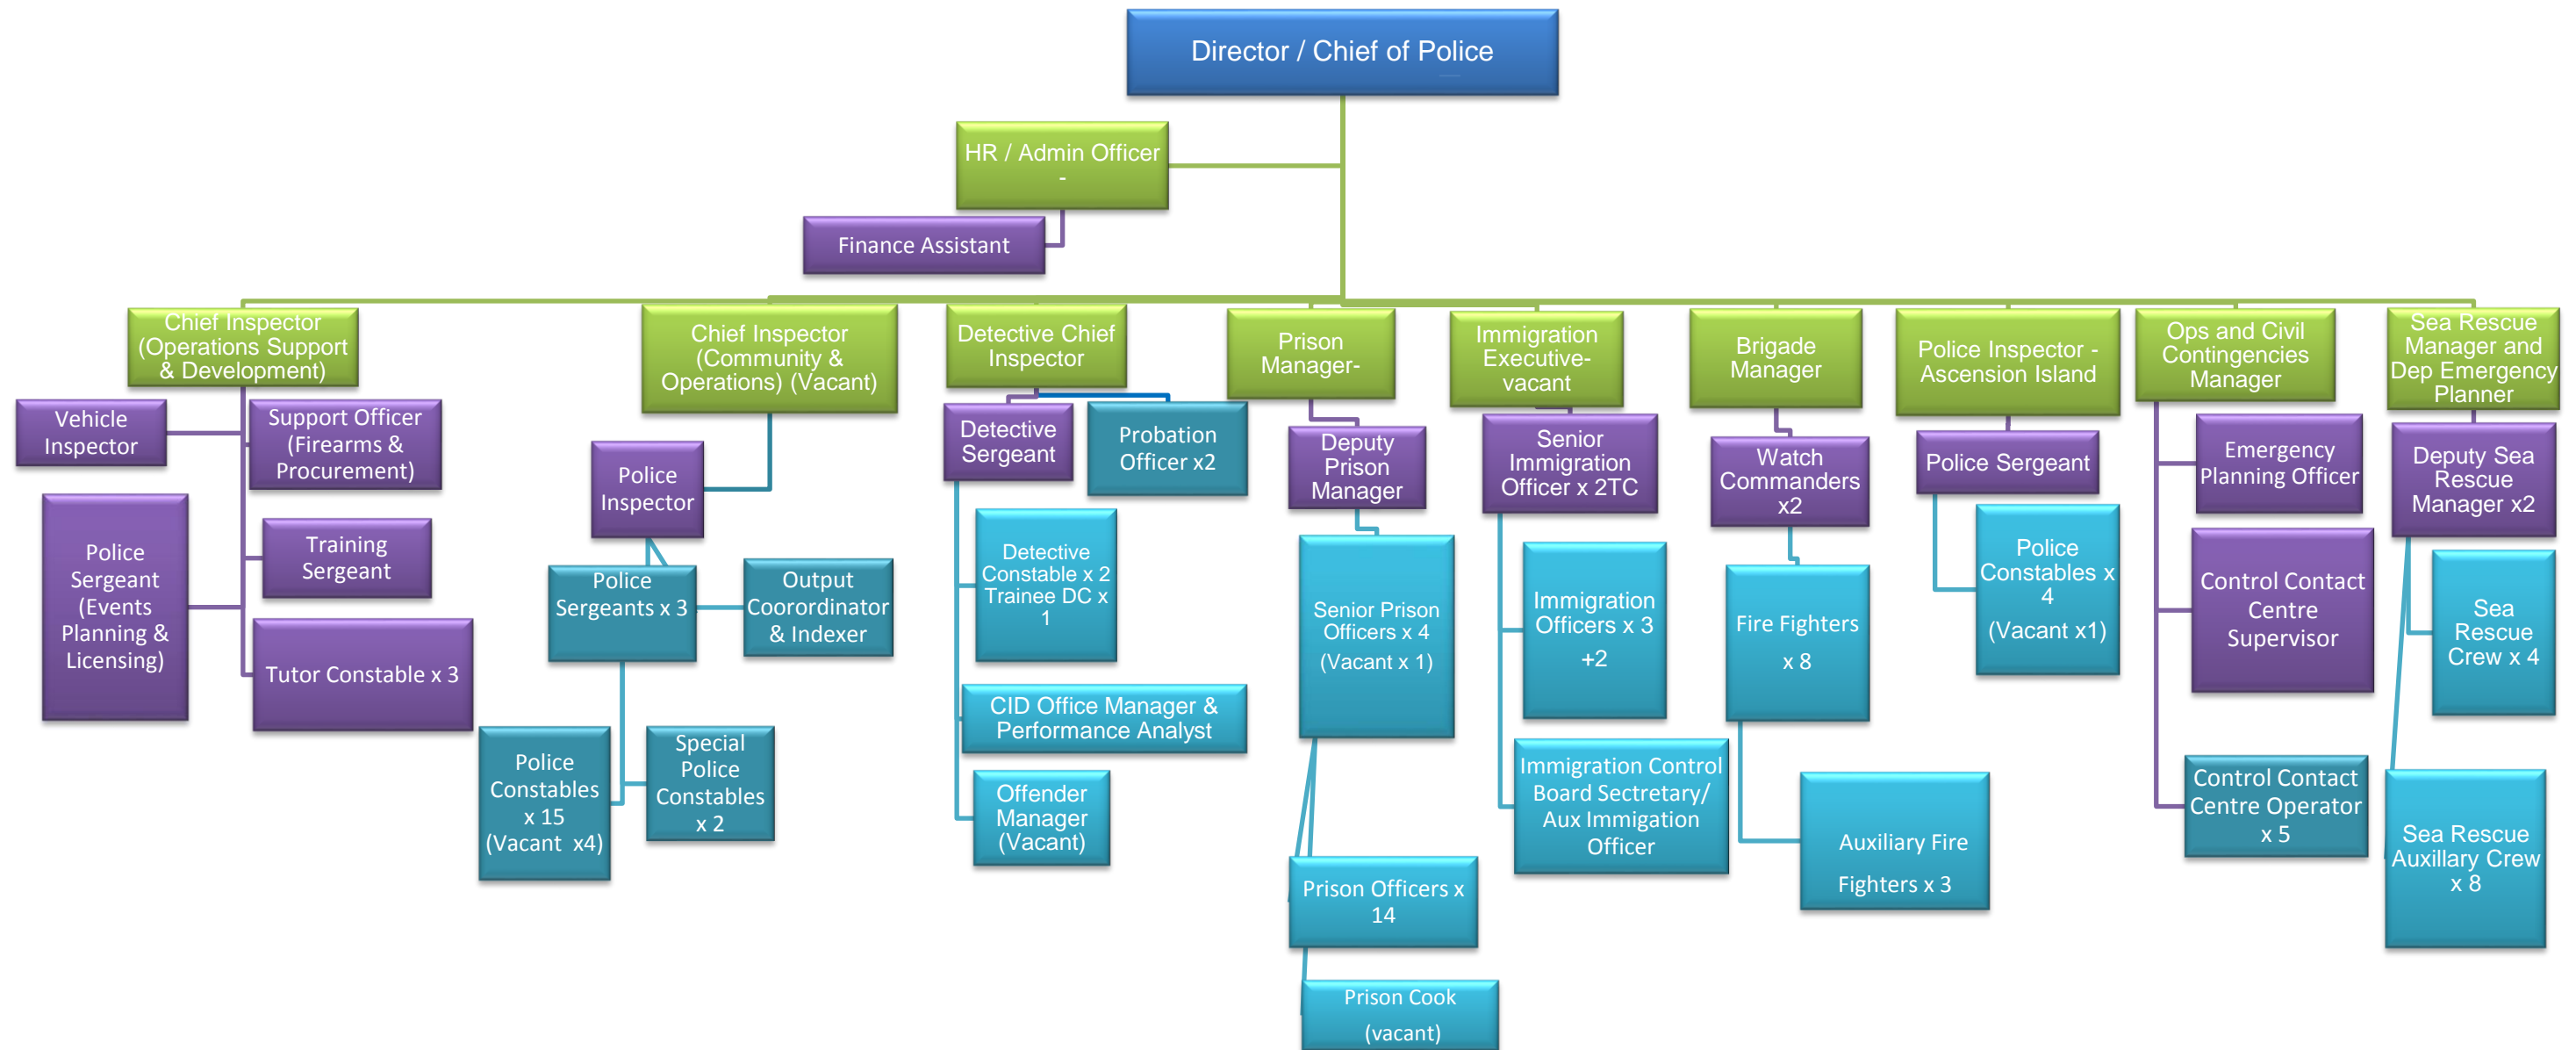 Director / Chief of Police
HR / Admin Officer
-
Finance Assistant
Chief Inspector
(Operations Support
& Development)
Vehicle
Inspector
Support Officer
(Firearms &
Procurement)
Police
Sergeant
(Events
Planning &
Licensing)
Training
Sergeant
Tutor Constable x 3
Chief Inspector
(Community &
Operations) (Vacant)
Police
Inspector
Police
Sergeants x 3
Output
Coorordinator
& Indexer
Police
Constables
x 15
(Vacant x4)
Special
Police
Constables
x 2
Detective Chief
Inspector
Detective
Sergeant
Probation
Officer x2
Detective
Constable x 2
Trainee DC x
1
CID Office Manager &
Performance Analyst
Offender
Manager
(Vacant)
Prison
Manager-
Deputy
Prison
Manager
Senior Prison
Officers x 4
(Vacant x 1)
Prison Officers x
14
Prison Cook
(vacant)
Immigration
Executive-
vacant
Senior
Immigration
Officer x 2TC
Immigration
Officers x 3
+2
Immigration Control
Board Sectretary/
Aux Immigation
Officer
Brigade
Manager
Watch
Commanders
x2
Fire Fighters
x 8
Auxiliary Fire
Fighters x 3
Police Inspector -
Ascension Island
Police Sergeant
Police
Constables x
4
(Vacant x1)
Ops and Civil
Contingencies
Manager
Emergency
Planning Officer
Control Contact
Centre
Supervisor
Control Contact
Centre Operator
x 5
Sea Rescue
Manager and
Dep Emergency
Planner
Deputy Sea
Rescue
Manager x2
Sea
Rescue
Crew x 4
Sea Rescue
Auxillary Crew
x 8